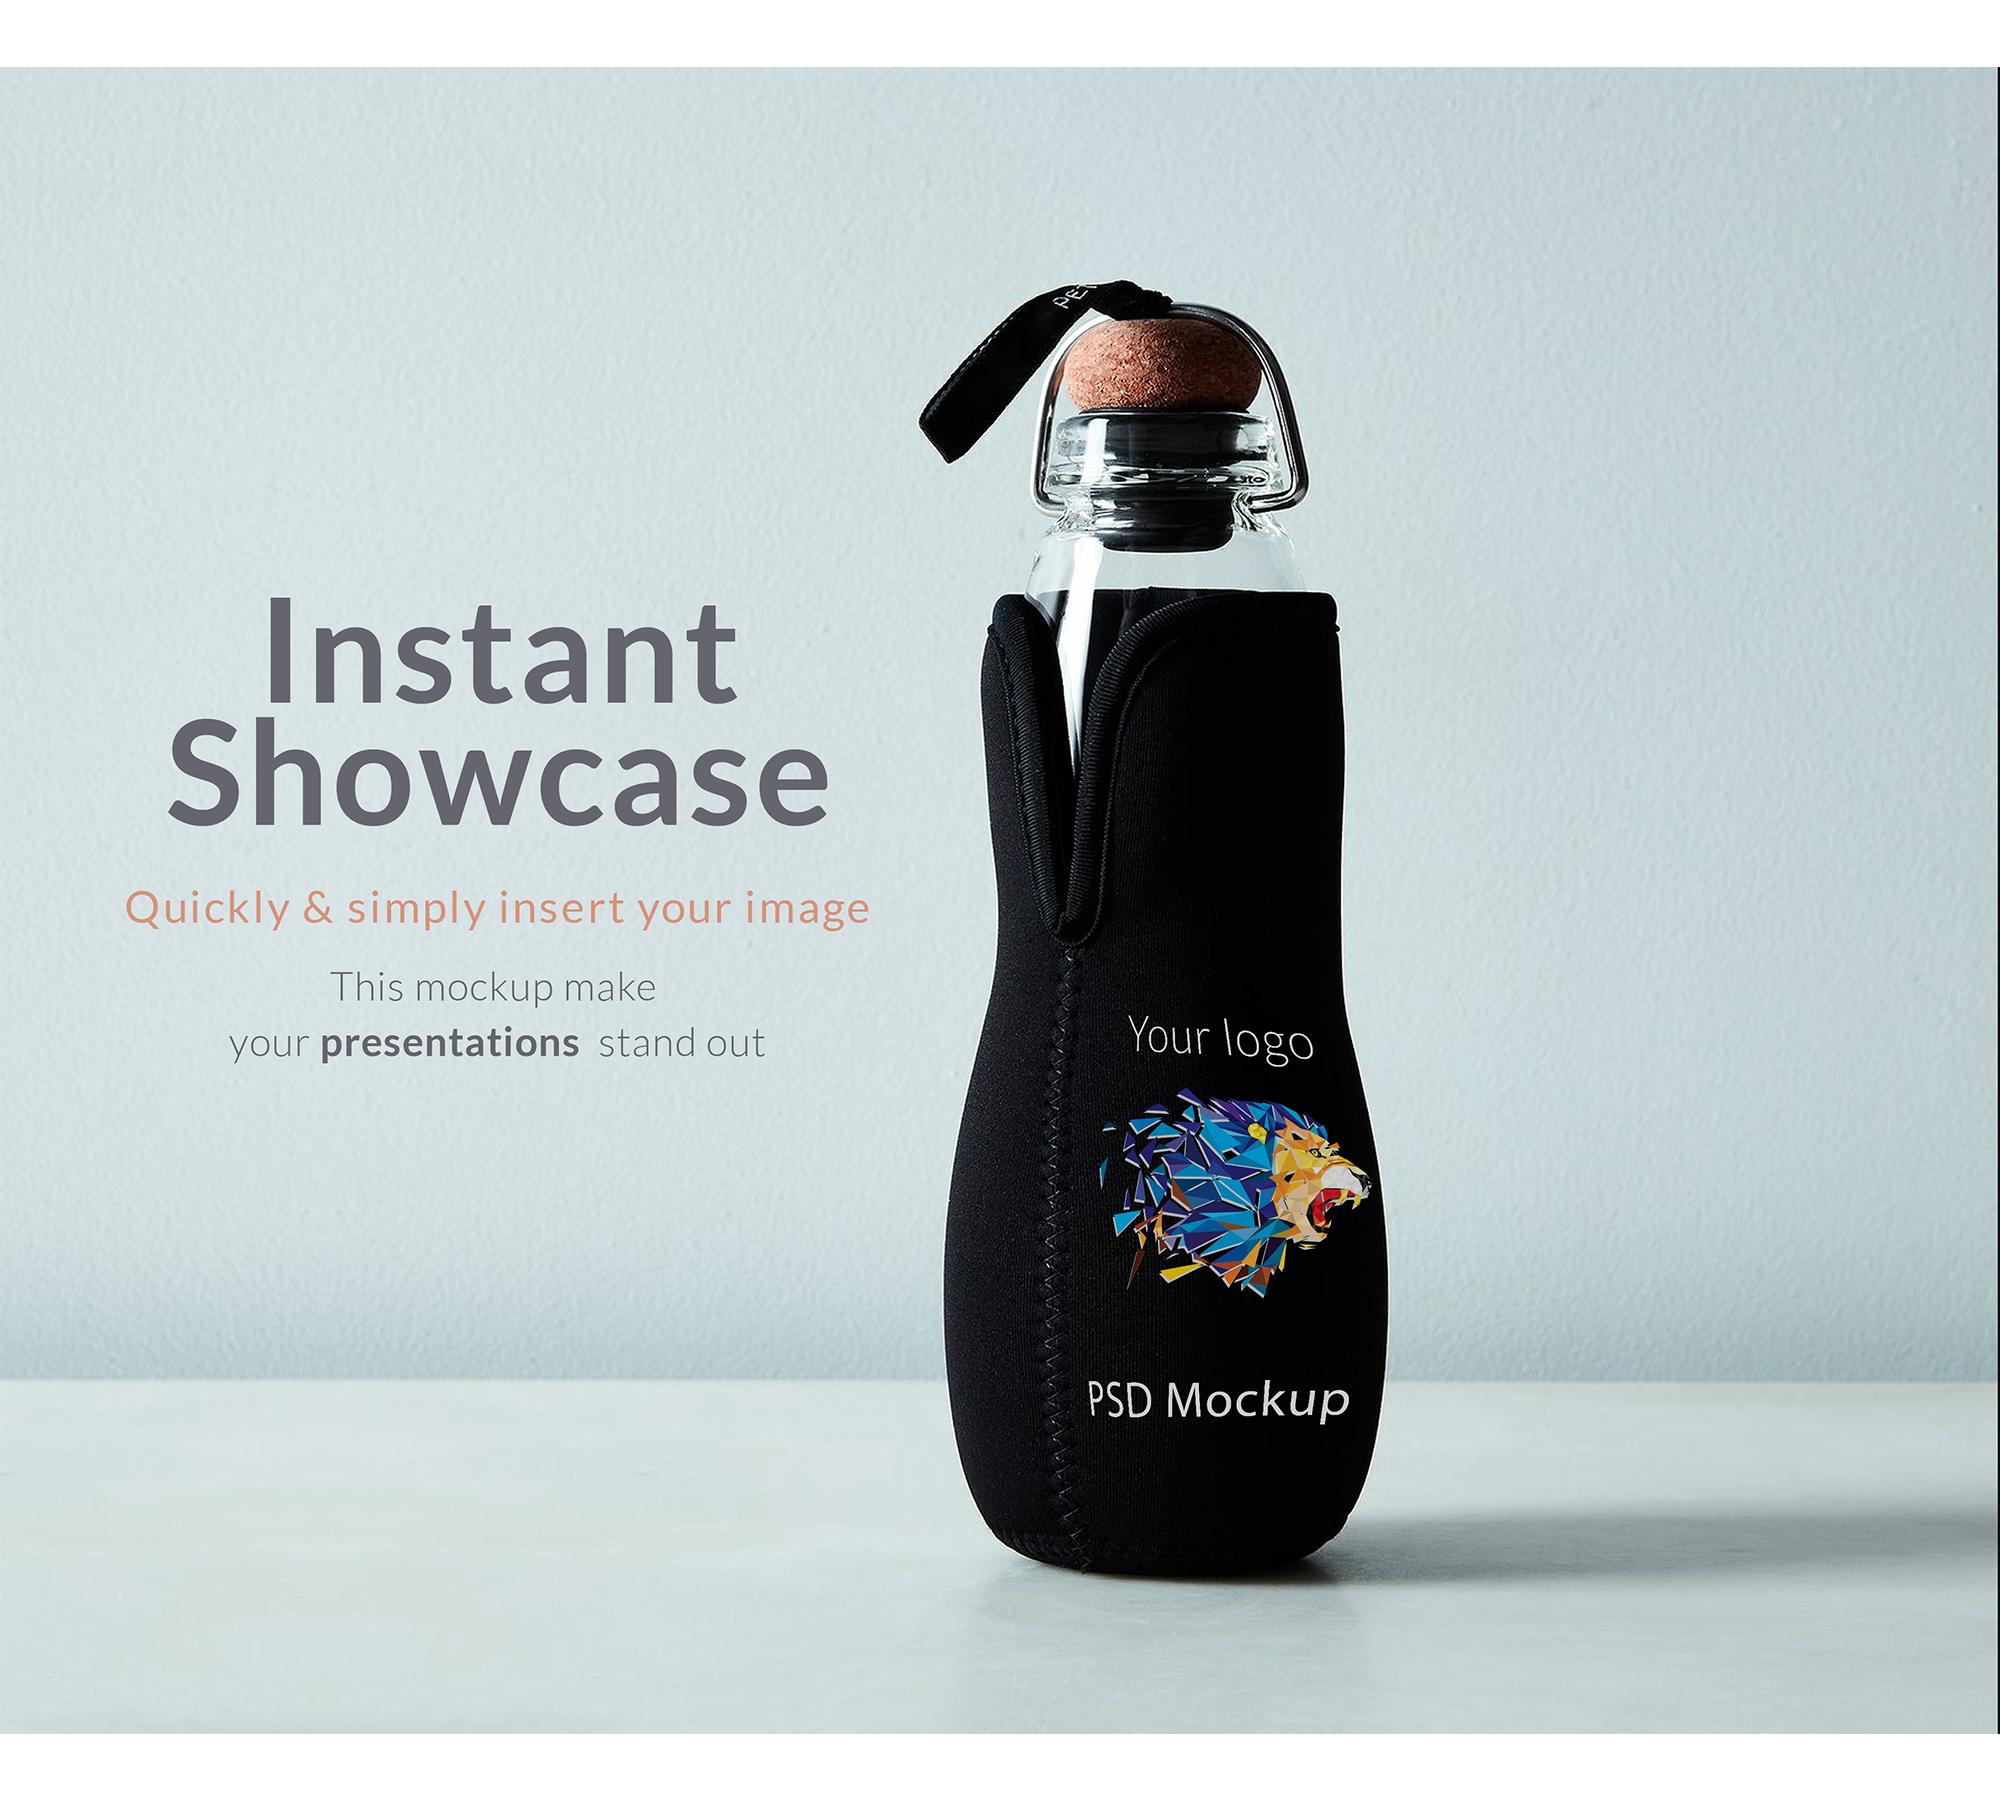 Instant
Showcase
Quickly & simply insert your image
This mockup make
your presentations stand out
Your logo
PSD Mockup